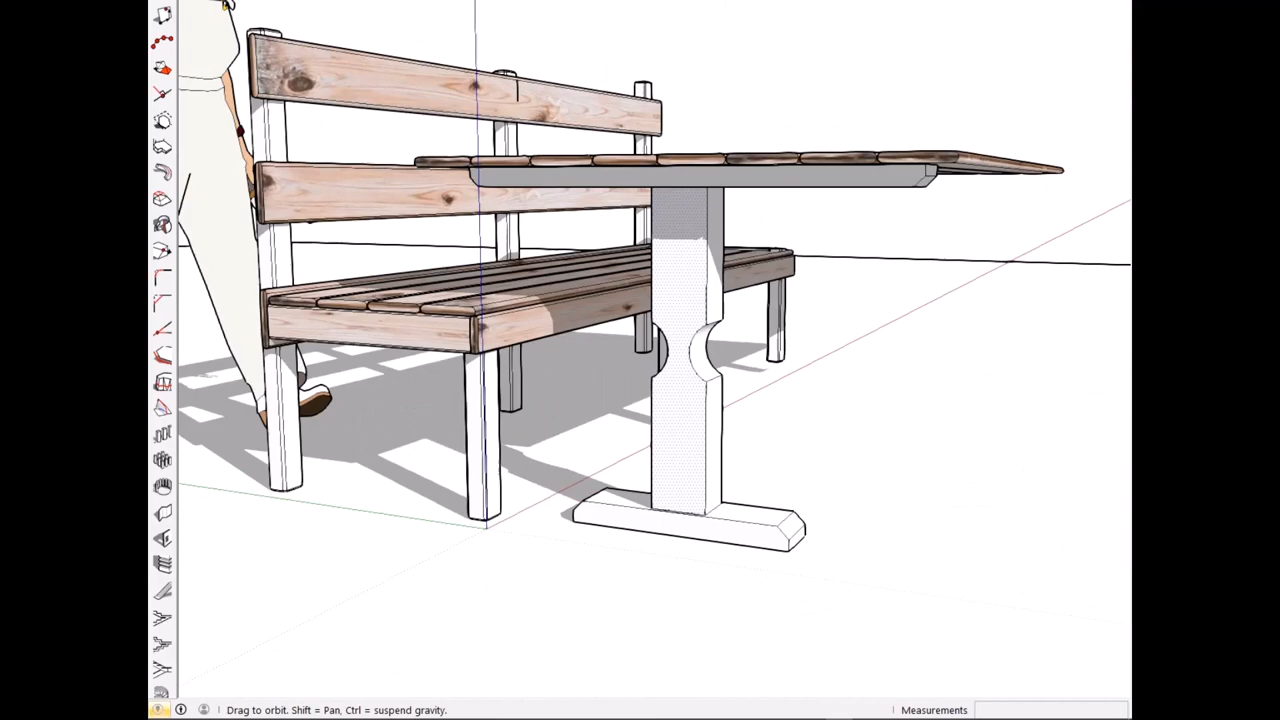 Drag to orbit. Shift = Pan, Ctrl = suspend gravity.
Measurements